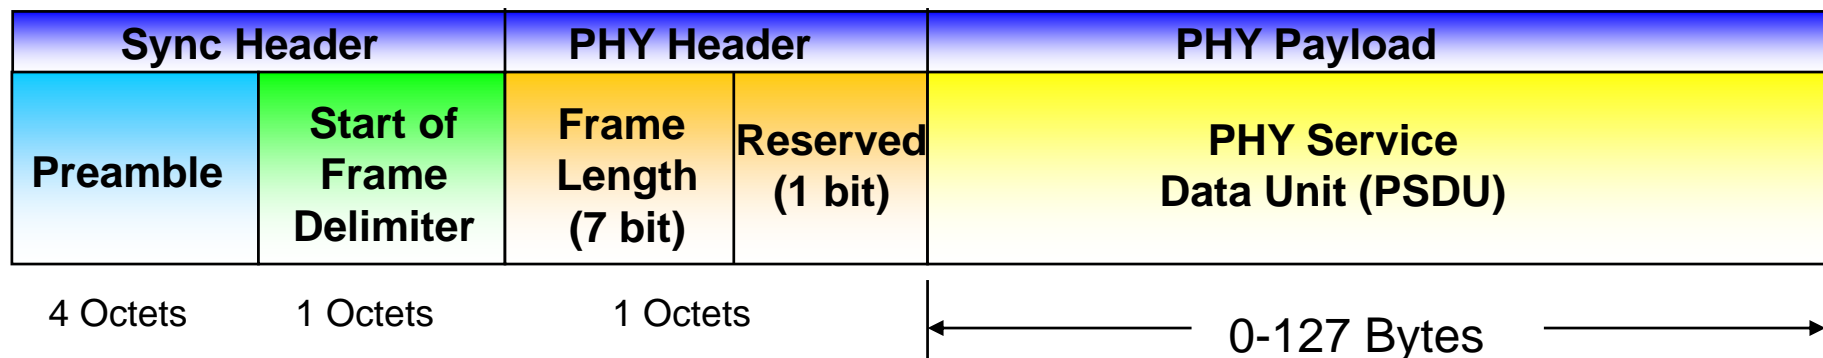 Sync Header
PHY Header
PHY Payload
Preamble
Start of
Frame
Delimiter
Frame
Length
(7 bit)
Reserved
(1 bit)
PHY Service
Data Unit (PSDU)
4 Octets
1 Octets
1 Octets
0-127 Bytes